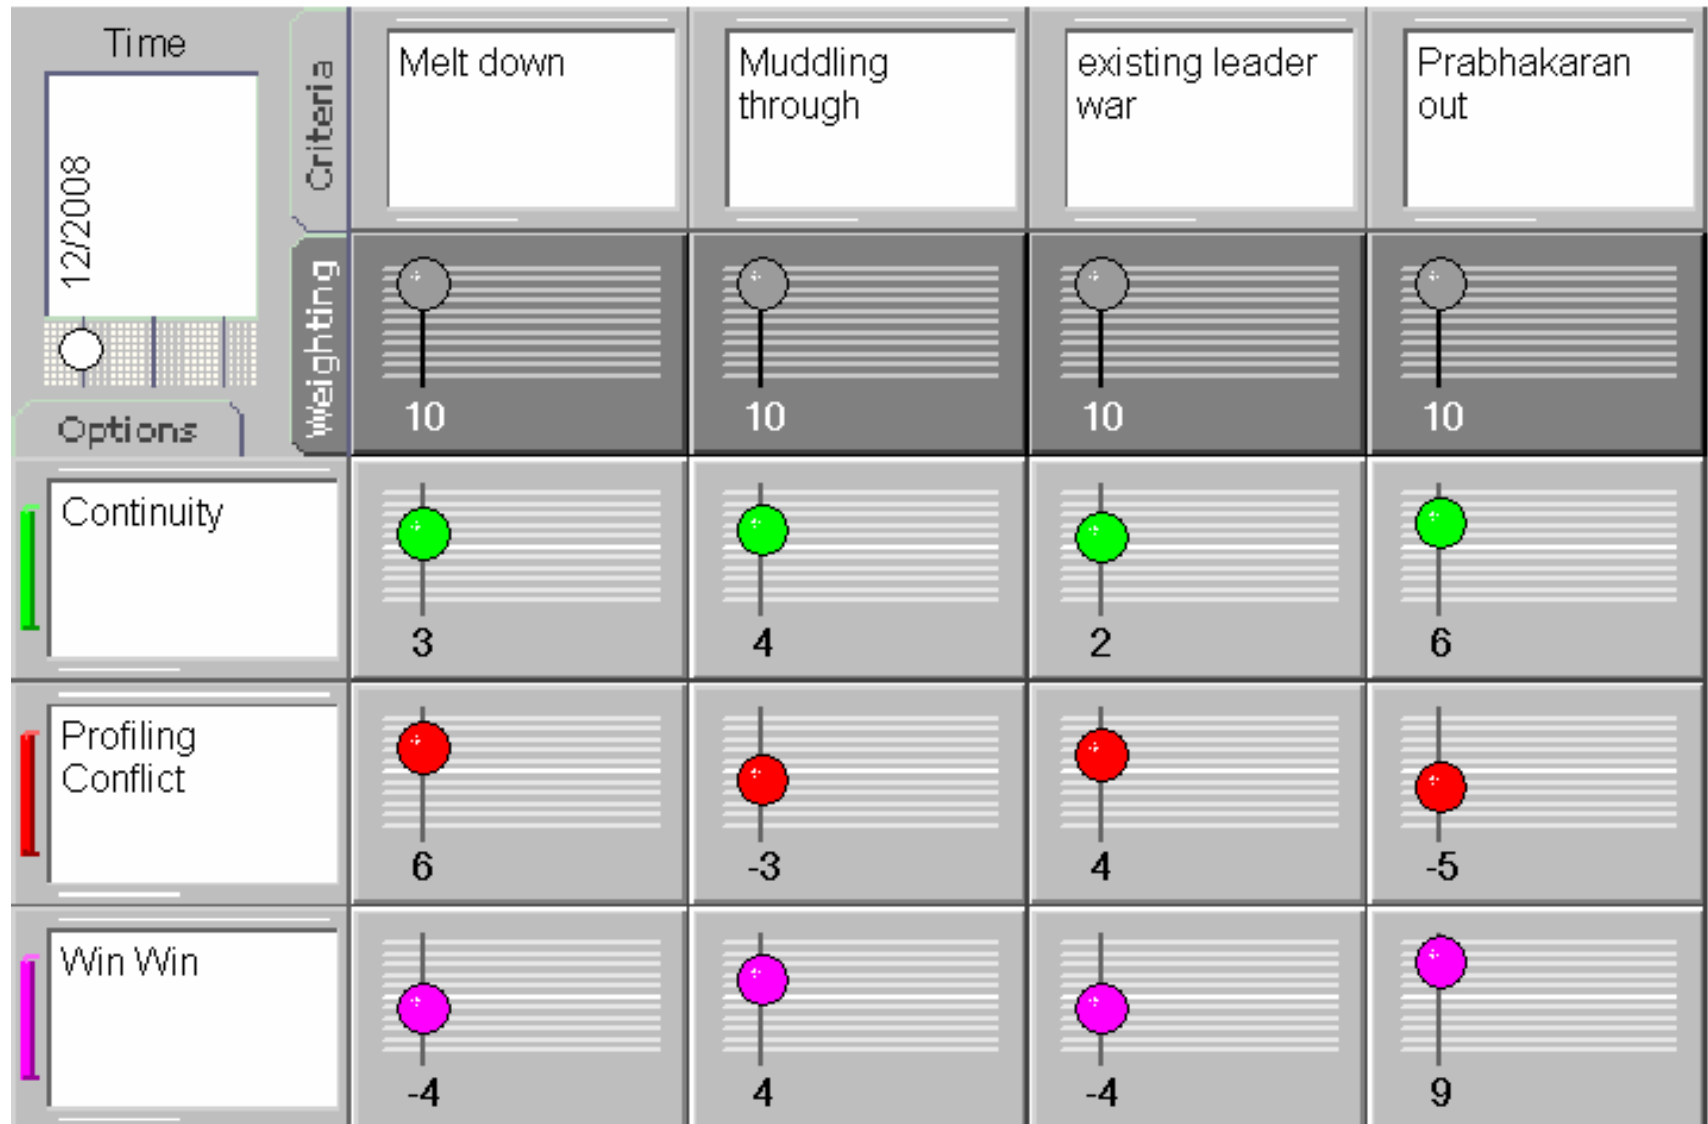 Time
12/2008
Criteria
Melt down
Muddling
through
existing leader
war
Prabhakaran
out
Weighting
10
10
10
10
Options
Continuity
3
4
2
6
Profiling
Conflict
6
-3
4
-5
Win Win
-4
4
-4
9